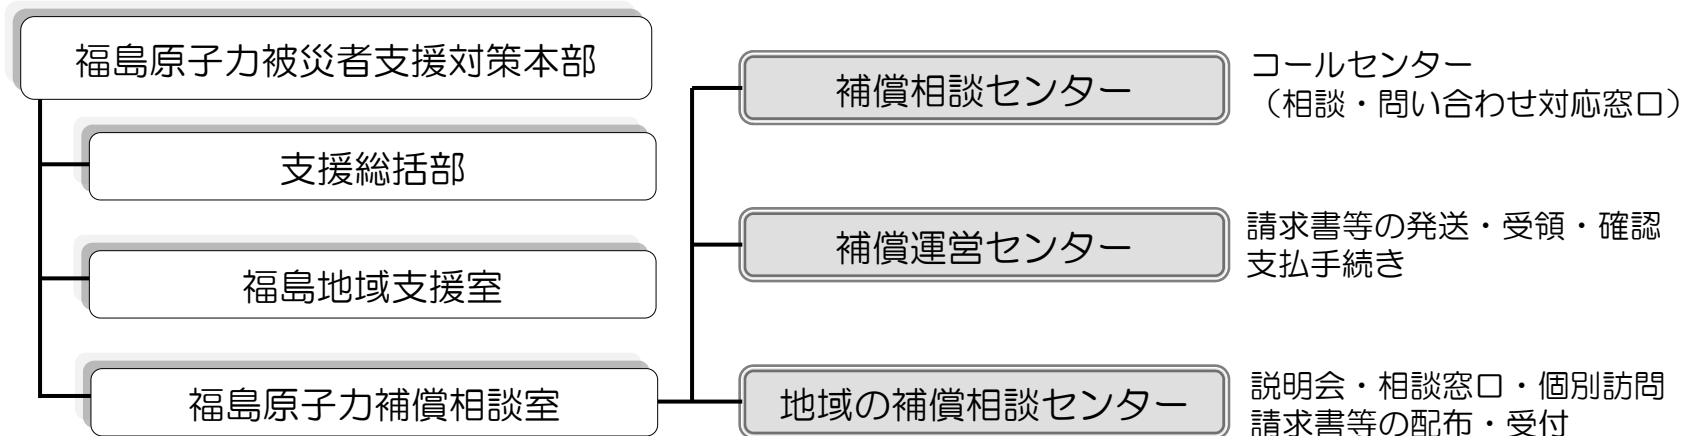 福島原子力被災者支援対策本部
支援総括部
福島地域支援室
福島原子力補償相談室
補償相談センター
コールセンター
（相談・問い合わせ対応窓口）
補償運営センター
請求書等の発送・受領・確認
支払手続き
地域の補償相談センター
説明会・相談窓口・個別訪問
請求書等の配布・受付